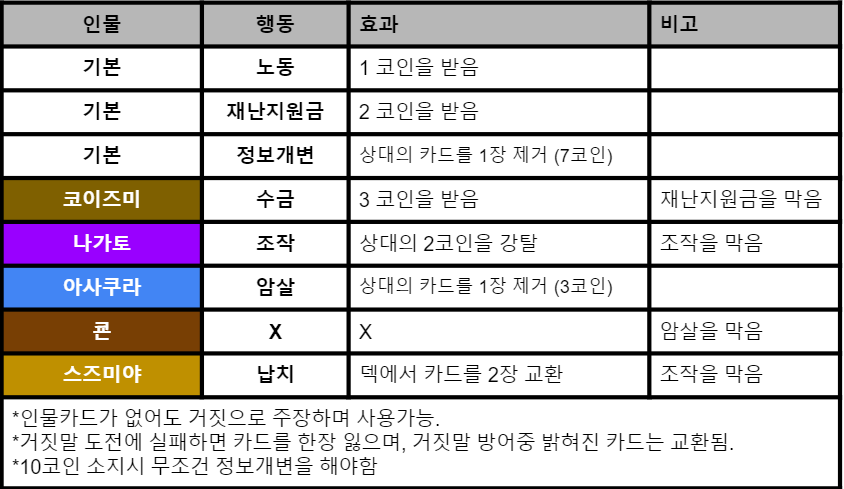 인물 행동 효과 비고
기본 노동 1 코인을 받음
기본 재난지원금 2 코인을 받음
기본 정보개변 상대의 카드를 1장 제거 (7코인)
코이즈미 수금 3 코인을 받음 재난지원금을 막음
나가토 조작 상대의 2코인을 강탈 조작을 막음
아사쿠라 암살 상대의 카드를 1장 제거 (3코인)
쿈 X X 암살을 막음
스즈미야 납치 덱에서 카드를 2장 교환 조작을 막음
*인물카드가 없어도 거짓으로 주장하며 사용가능.
*거짓말 도전에 실패하면 카드를 한장 잃으며, 거짓말 방어중 밝혀진 카드는 교환됨.
*10코인 소지시 무조건 정보개변을 해야함